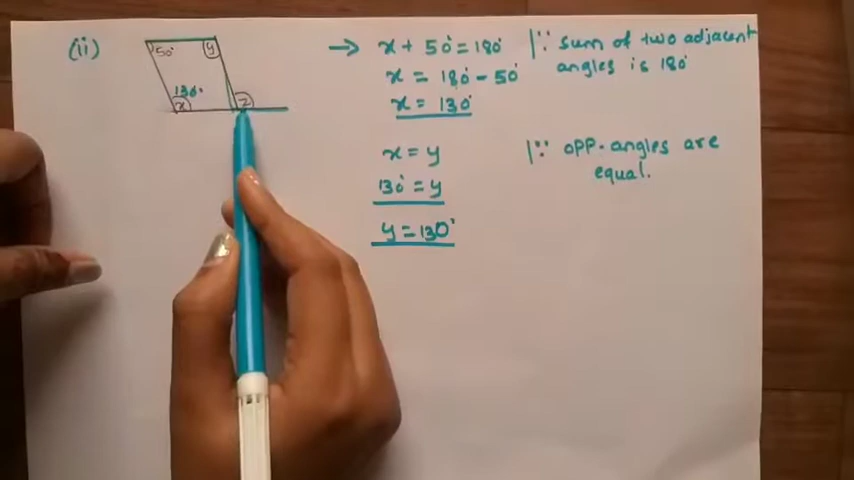 (ii)
50°
y
130°
x
z
→ x + 50° = 180° |∵ sum of two adjacent
angles is 180°
x = 180° - 50°
x = 130°
x = y |∵ opp. angles are
equal.
130° = y
y = 130°